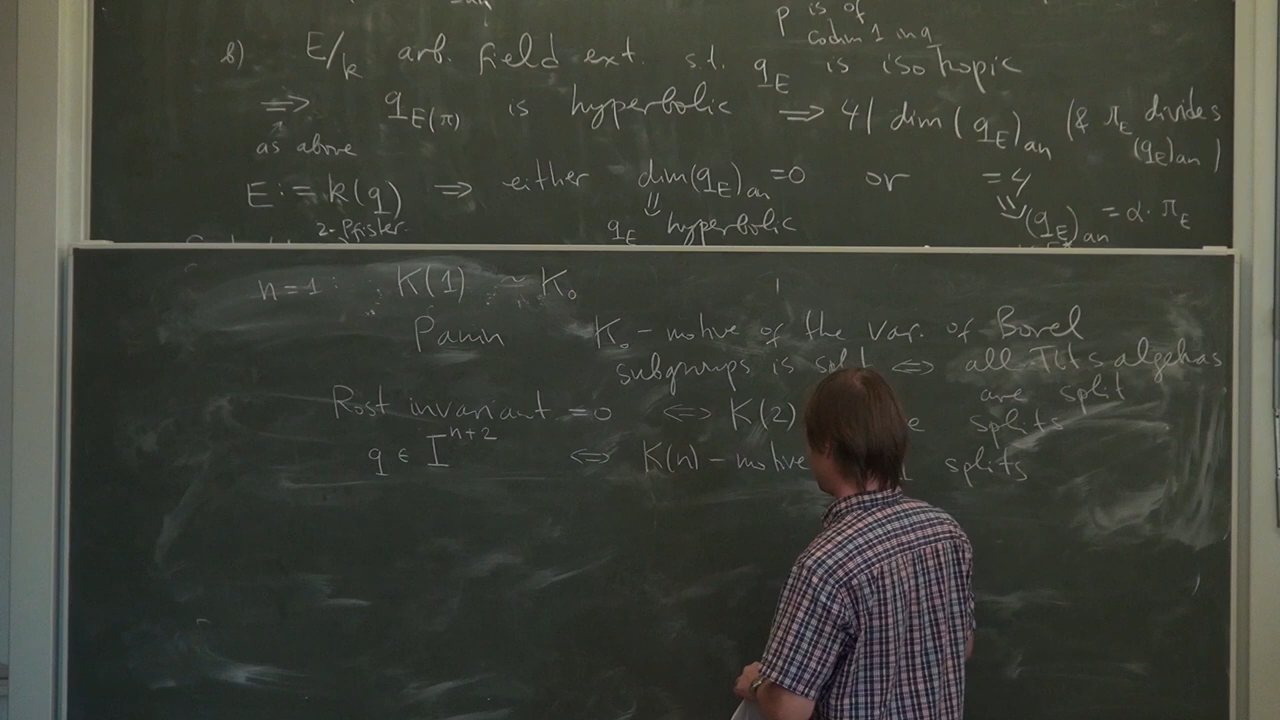 p is of
codim 1 in q
b) E/k arb. field ext. s.t. q_E is isotropic
⟹ q_{E(π)} is hyperbolic ⟹ 4 | dim (q_E)_an (& π_E divides
as above (q_E)_an )
E := k(q) ⟹ either dim(q_E)_an = 0 or = 4
2-Pfister q_E hyperbolic (q_E)_an = α · π_E
n=1 : K(1) ~ K_0
Panin K_0 - motive of the var. of Borel
subgroups is split ⟺ all Tits algebas
are split
Rost invariant = 0 ⟺ K(2) splits
q ∈ I^{n+2} ⟺ K(n) - motive splits